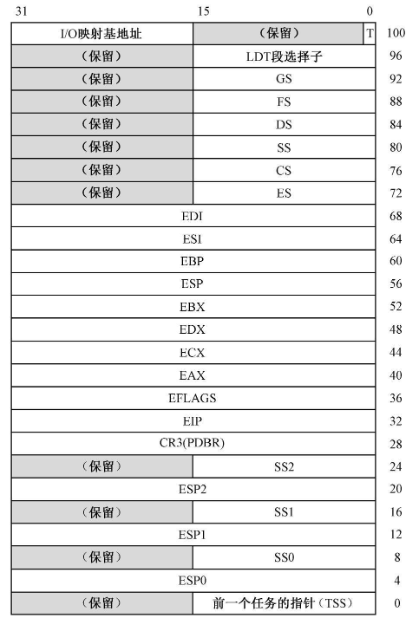 31 15 0
I/O映射基地址 （保留） T 100
（保留） LDT段选择子 96
（保留） GS 92
（保留） FS 88
（保留） DS 84
（保留） SS 80
（保留） CS 76
（保留） ES 72
EDI 68
ESI 64
EBP 60
ESP 56
EBX 52
EDX 48
ECX 44
EAX 40
EFLAGS 36
EIP 32
CR3(PDBR) 28
（保留） SS2 24
ESP2 20
（保留） SS1 16
ESP1 12
（保留） SS0 8
ESP0 4
（保留） 前一个任务的指针（TSS） 0